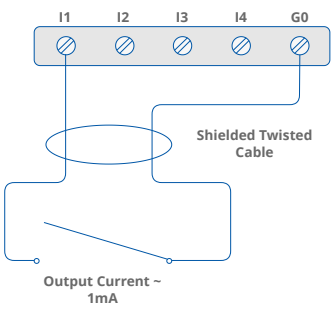 I1 I2 I3 I4 G0
Shielded Twisted
Cable
Output Current ~
1mA